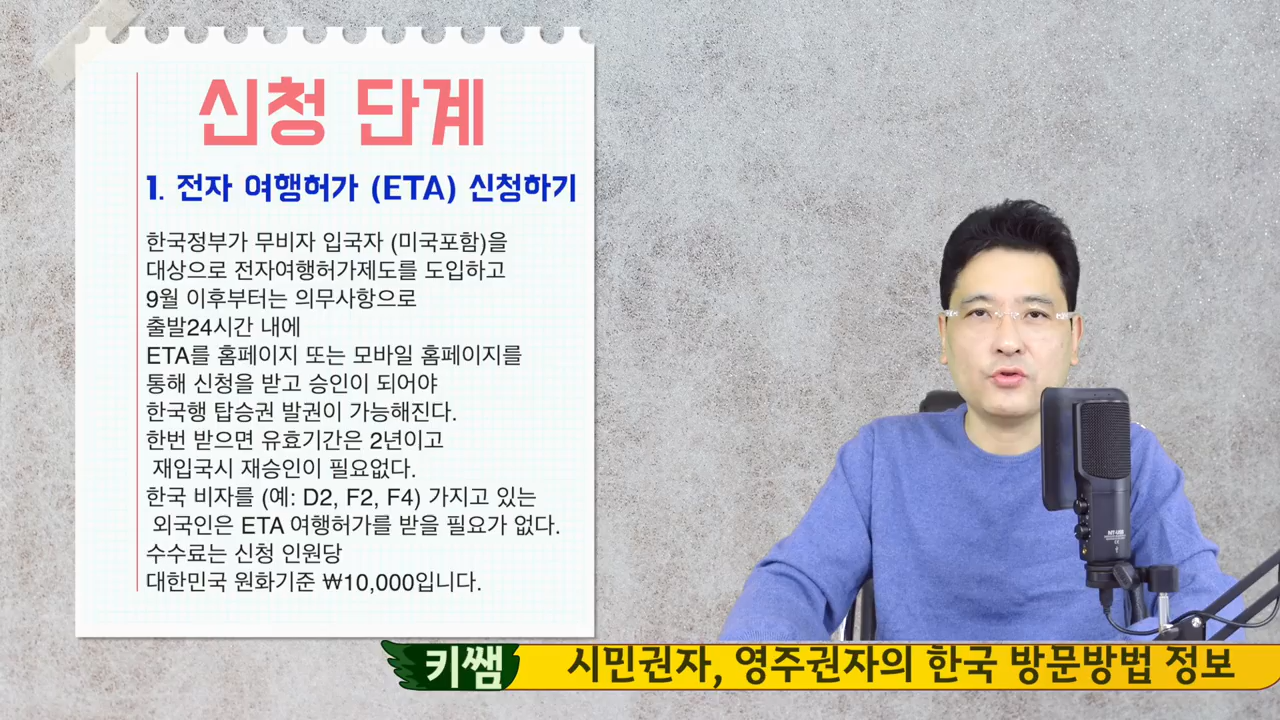 신청 단계
1. 전자 여행허가 (ETA) 신청하기
한국정부가 무비자 입국자 (미국포함)을
대상으로 전자여행허가제도를 도입하고
9월 이후부터는 의무사항으로
출발24시간 내에
ETA를 홈페이지 또는 모바일 홈페이지를
통해 신청을 받고 승인이 되어야
한국행 탑승권 발권이 가능해진다.
한번 받으면 유효기간은 2년이고
재입국시 재승인이 필요없다.
한국 비자를 (예: D2, F2, F4) 가지고 있는
외국인은 ETA 여행허가를 받을 필요가 없다.
수수료는 신청 인원당
대한민국 원화기준 ₩10,000입니다.
키쌤
시민권자, 영주권자의 한국 방문방법 정보